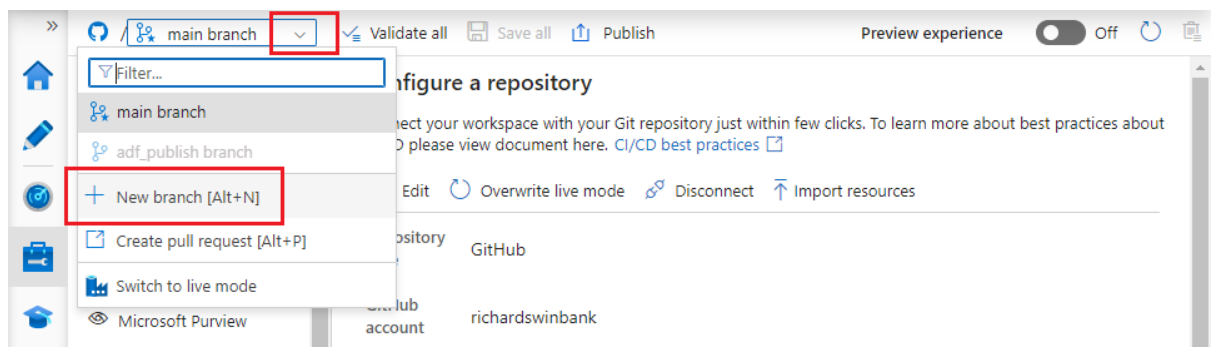 » / main branch Validate all Save all Publish Preview experience Off
Filter...
nfigure a repository
main branch
nect your workspace with your Git repository just within few clicks. To learn more about best practices about
adf_publish branch
D please view document here. CI/CD best practices
New branch [Alt+N]
Edit Overwrite live mode Disconnect Import resources
Create pull request [Alt+P]
ository
GitHub
Switch to live mode
GitHub
account
richardswinbank
Microsoft Purview